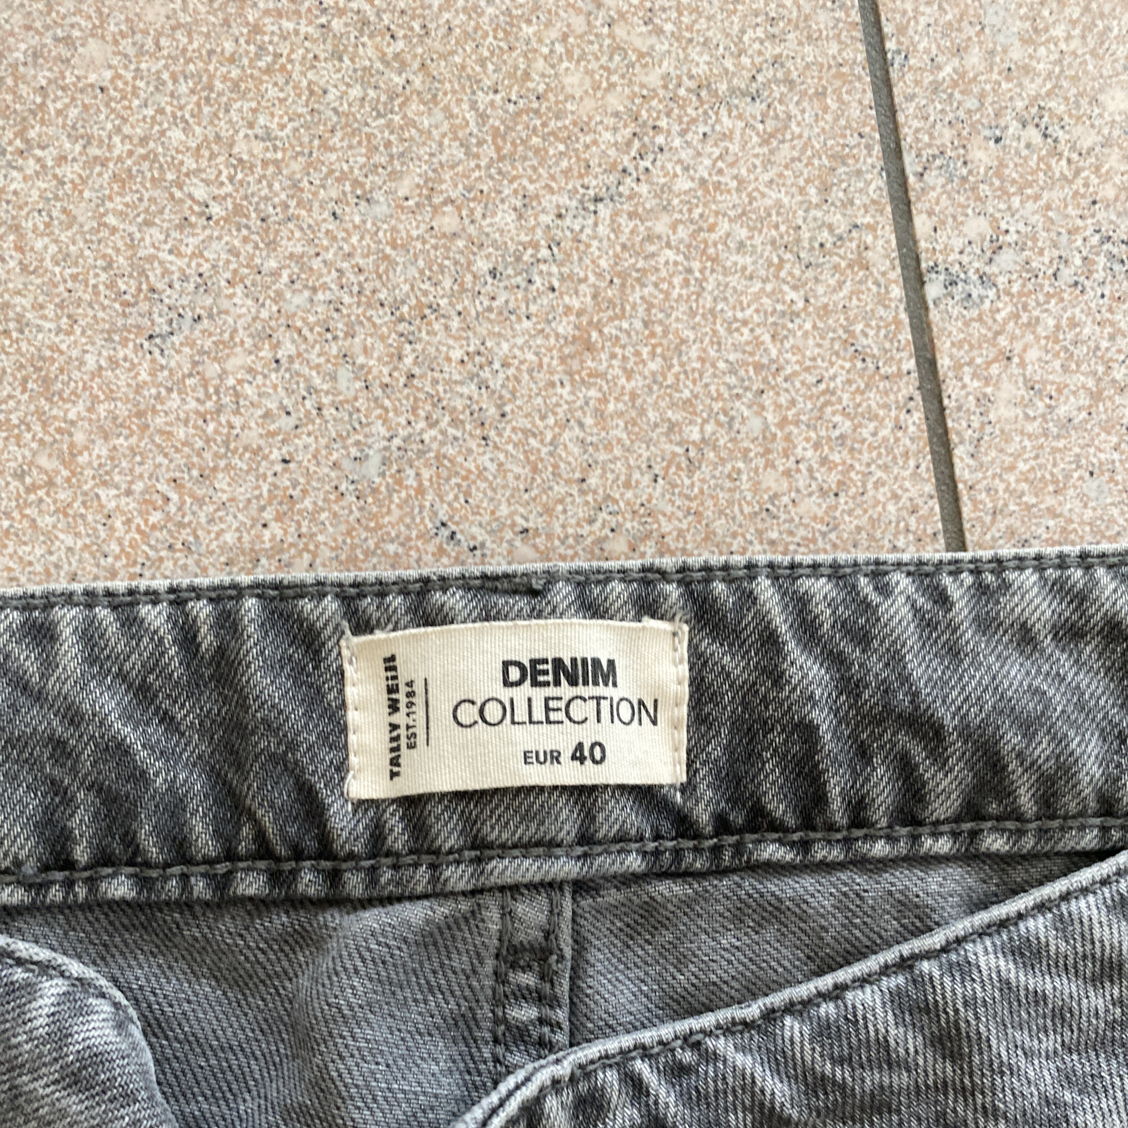 TALLY WEiJL
EST.1984
DENIM
COLLECTION
EUR 40